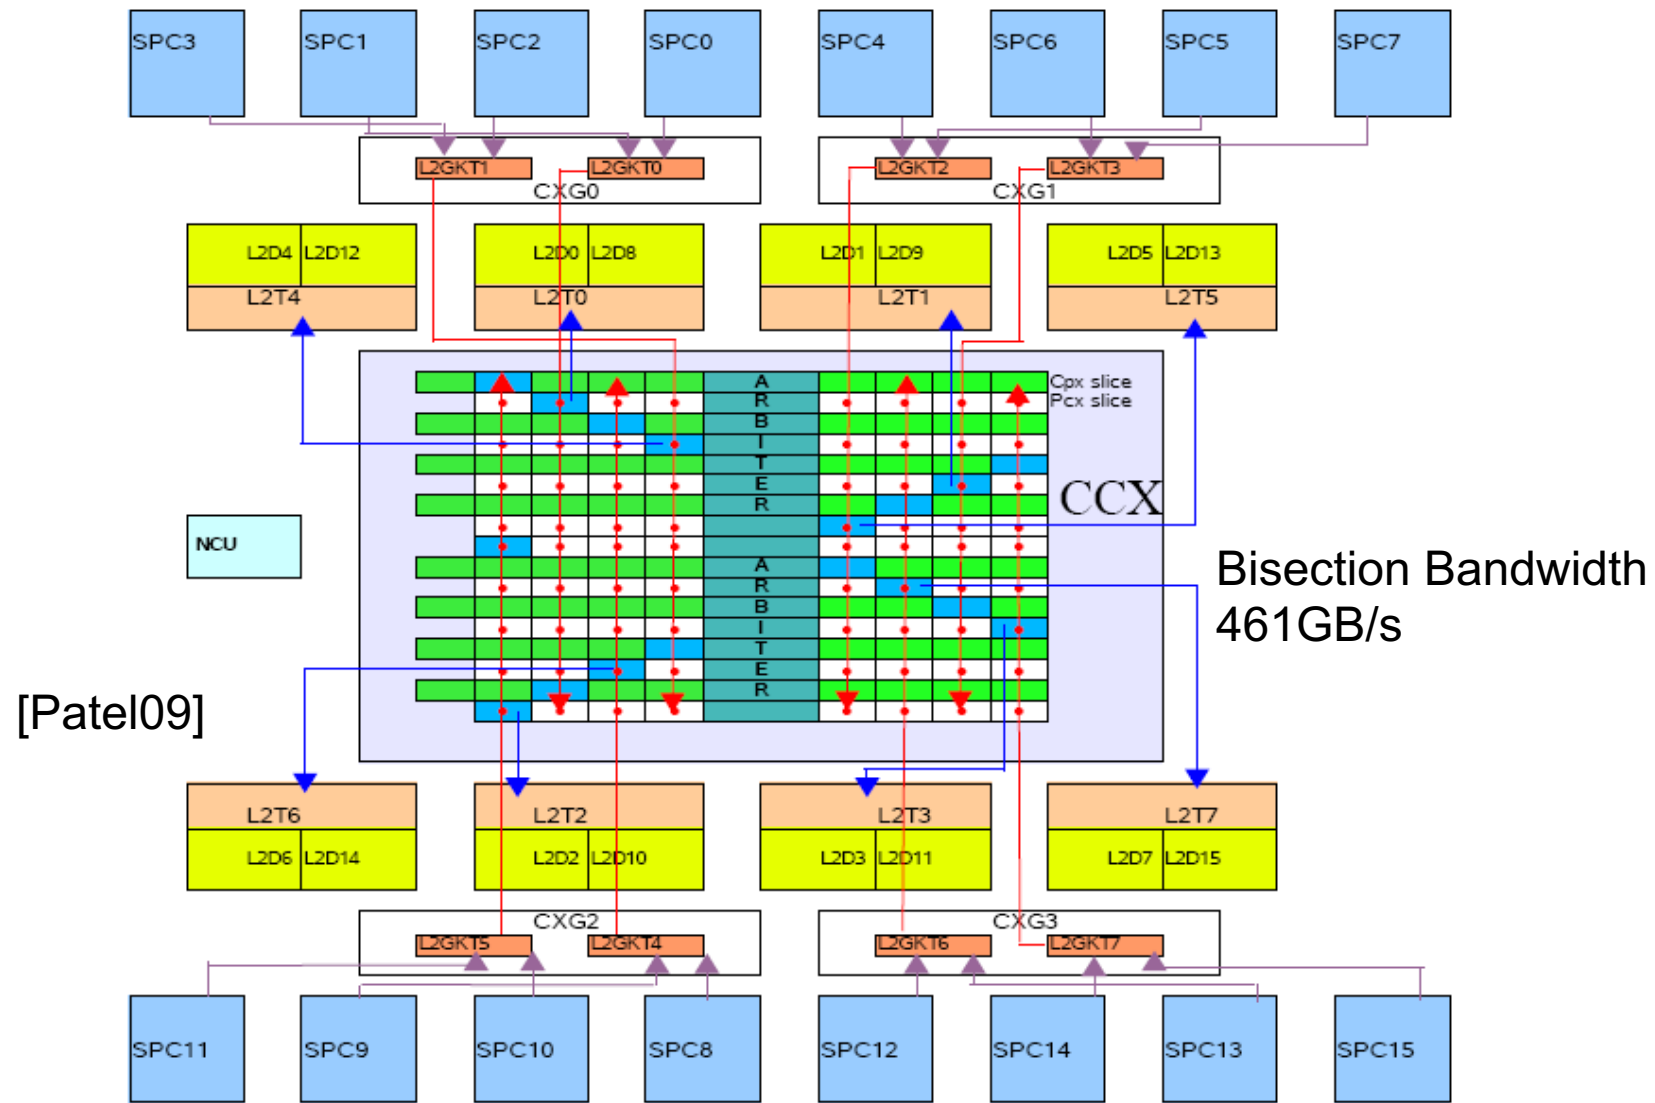 SPC3 SPC1 SPC2 SPC0 SPC4 SPC6 SPC5 SPC7
L2GKT1 L2GKT0 L2GKT2 L2GKT3
CXG0 CXG1
L2D4 L2D12 L2D0 L2D8 L2D1 L2D9 L2D5 L2D13
L2T4 L2T0 L2T1 L2T5
A
Cpx slice
R
Pcx slice
B
I
T
E
R
CCX
NCU
A
R
B
I
T
E
R
Bisection Bandwidth
461GB/s
[Patel09]
L2T6 L2T2 L2T3 L2T7
L2D6 L2D14 L2D2 L2D10 L2D3 L2D11 L2D7 L2D15
CXG2 CXG3
L2GKT5 L2GKT4 L2GKT6 L2GKT7
SPC11 SPC9 SPC10 SPC8 SPC12 SPC14 SPC13 SPC15